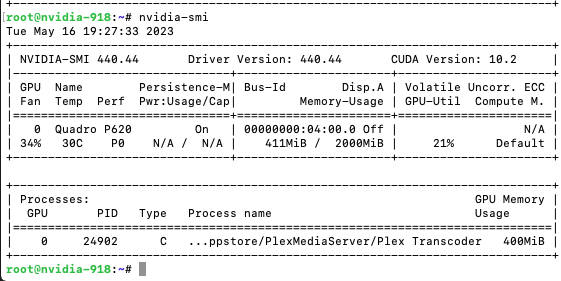 root@nvidia-918:~# nvidia-smi
Tue May 16 19:27:33 2023
+-----------------------------------------------------------------------------+
| NVIDIA-SMI 440.44       Driver Version: 440.44       CUDA Version: 10.2     |
|-------------------------------+----------------------+----------------------+
| GPU  Name        Persistence-M| Bus-Id        Disp.A | Volatile Uncorr. ECC |
| Fan  Temp  Perf  Pwr:Usage/Cap|         Memory-Usage | GPU-Util  Compute M. |
|===============================+======================+======================|
|   0  Quadro P620         On   | 00000000:04:00.0 Off |                  N/A |
| 34%   30C    P0    N/A /  N/A |    411MiB /  2000MiB |     21%      Default |
+-------------------------------+----------------------+----------------------+
+-----------------------------------------------------------------------------+
| Processes:                                                       GPU Memory |
|  GPU       PID   Type   Process name                             Usage      |
|=============================================================================|
|    0     24902      C   ...ppstore/PlexMediaServer/Plex Transcoder   400MiB |
+-----------------------------------------------------------------------------+
root@nvidia-918:~#